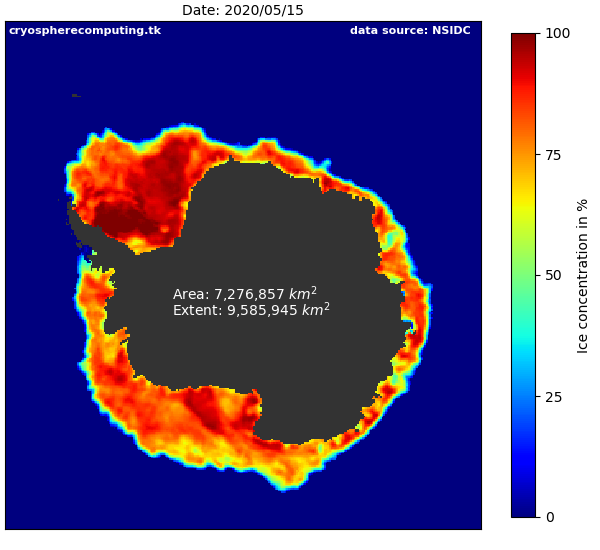 Date: 2020/05/15
cryospherecomputing.tk data source: NSIDC
Area: 7,276,857 km²
Extent: 9,585,945 km²
100
75
50
25
0
Ice concentration in %